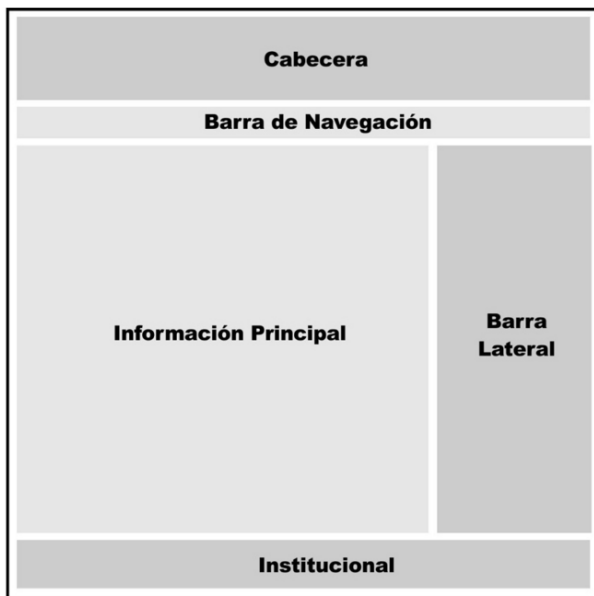 Cabecera
Barra de Navegación
Información Principal
Barra
Lateral
Institucional